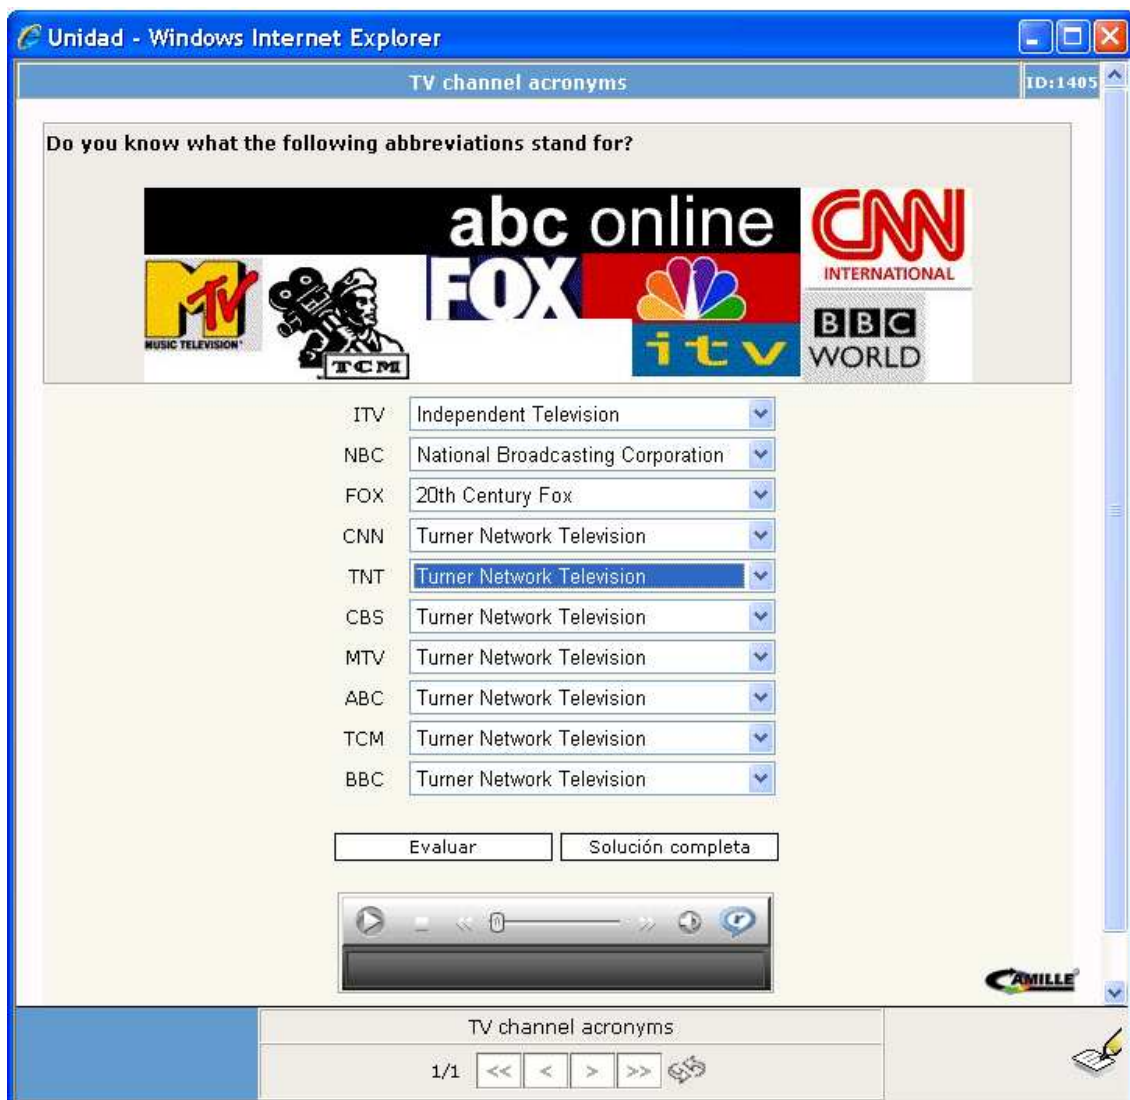 Unidad - Windows Internet Explorer
TV channel acronyms
ID:1405
Do you know what the following abbreviations stand for?
abc online
CNN
INTERNATIONAL
MTV
MUSIC TELEVISION
TCM
FOX
itv
BBC
WORLD
ITV Independent Television
NBC National Broadcasting Corporation
FOX 20th Century Fox
CNN Turner Network Television
TNT Turner Network Television
CBS Turner Network Television
MTV Turner Network Television
ABC Turner Network Television
TCM Turner Network Television
BBC Turner Network Television
Evaluar Solución completa
CAMILLE
TV channel acronyms
1/1 << < > >>